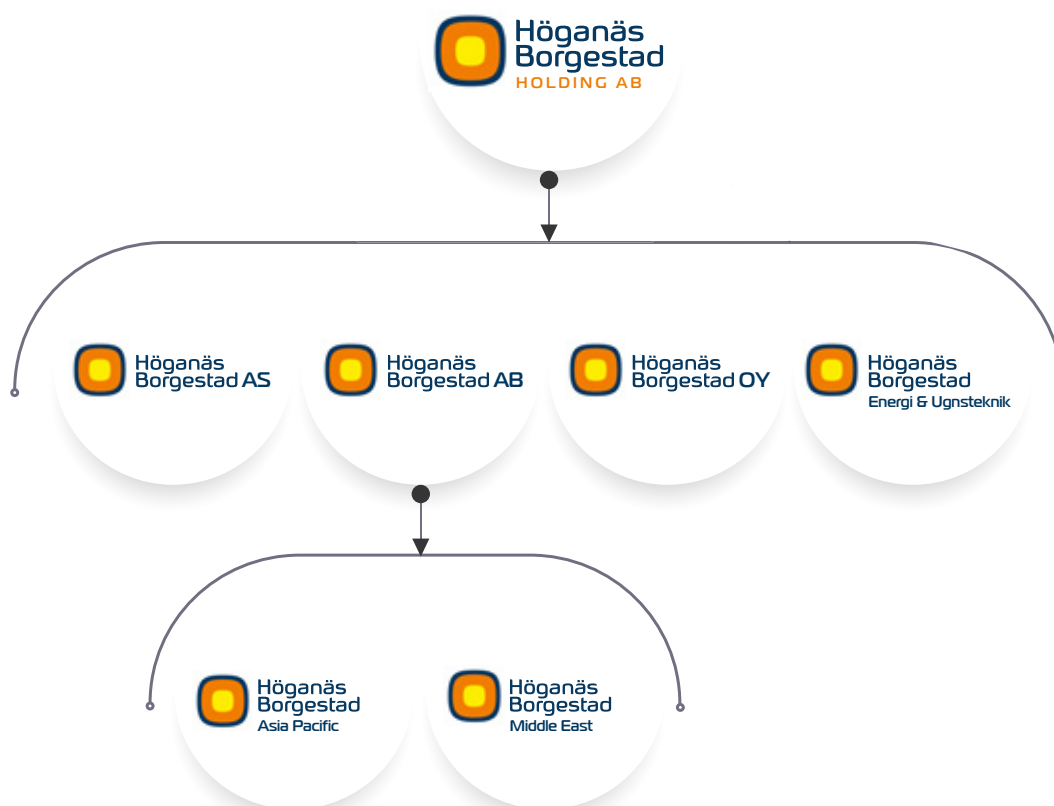 Höganäs
Borgestad
HOLDING AB
Höganäs
Borgestad AS
Höganäs
Borgestad AB
Höganäs
Borgestad OY
Höganäs
Borgestad
Energi & Ugnsteknik
Höganäs
Borgestad
Asia Pacific
Höganäs
Borgestad
Middle East